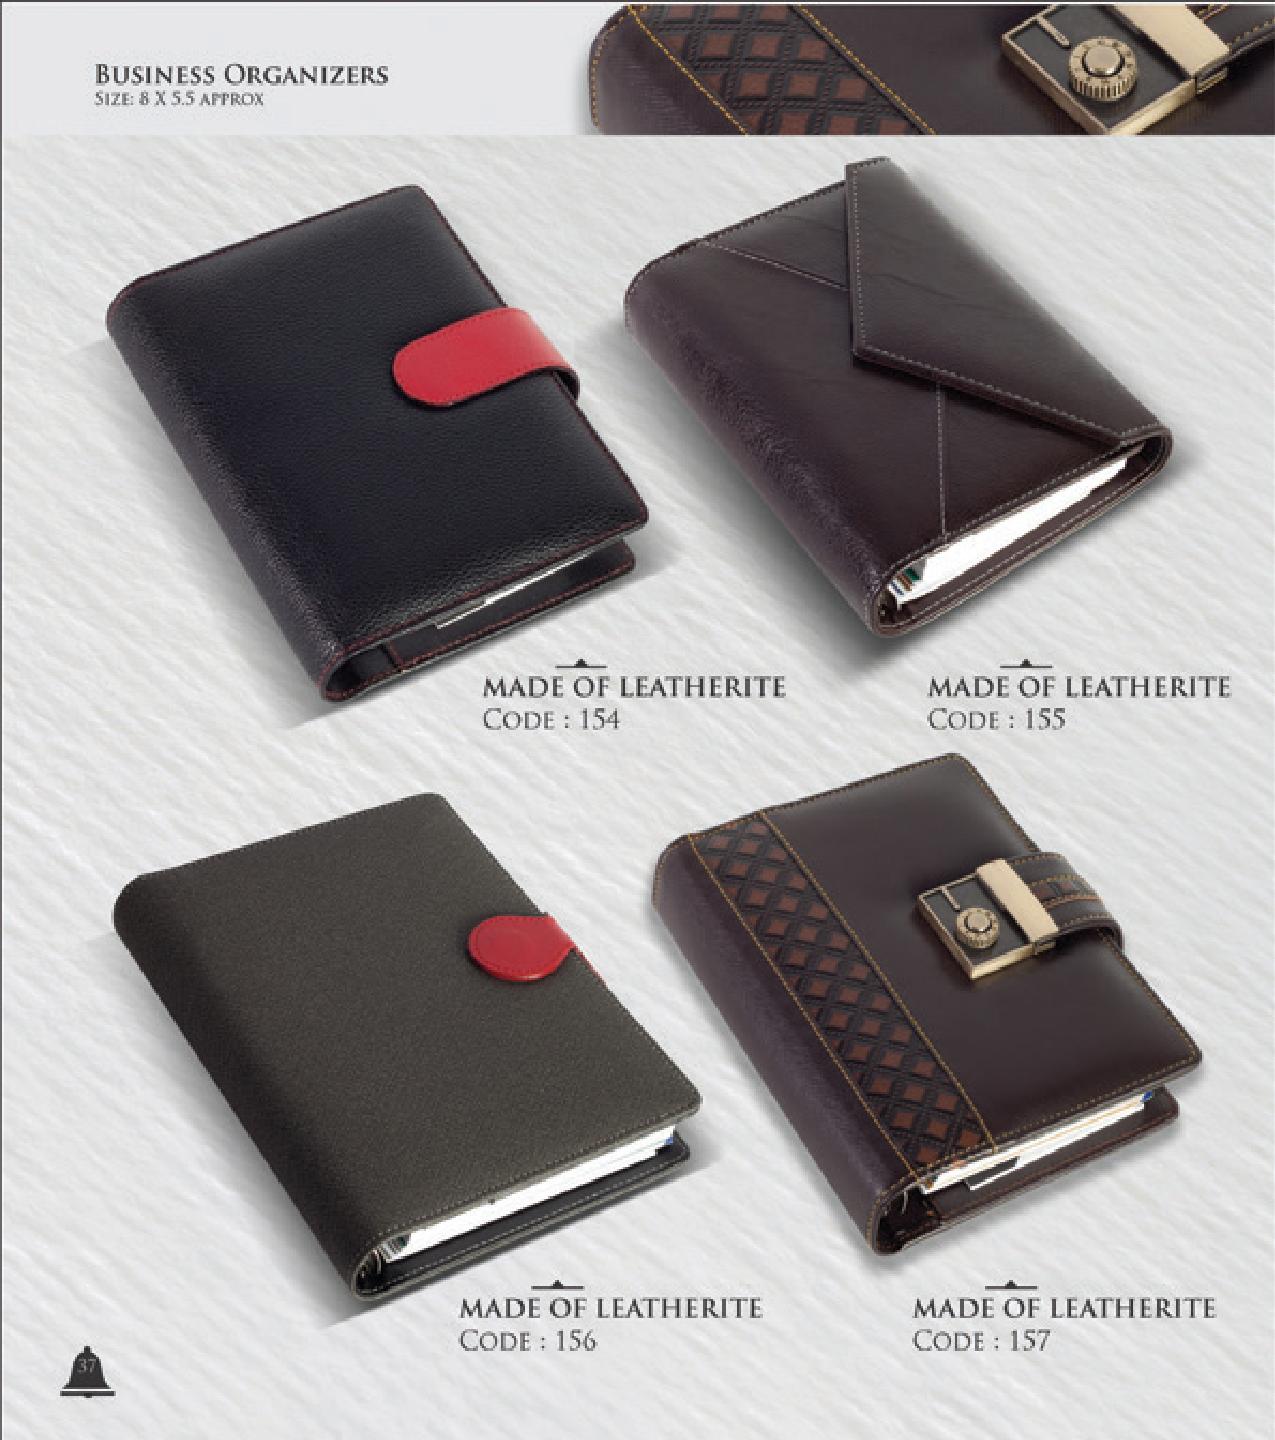 BUSINESS ORGANIZERS
SIZE: 8 X 5.5 APPROX
MADE OF LEATHERITE
CODE : 154
MADE OF LEATHERITE
CODE : 155
MADE OF LEATHERITE
CODE : 156
MADE OF LEATHERITE
CODE : 157
37